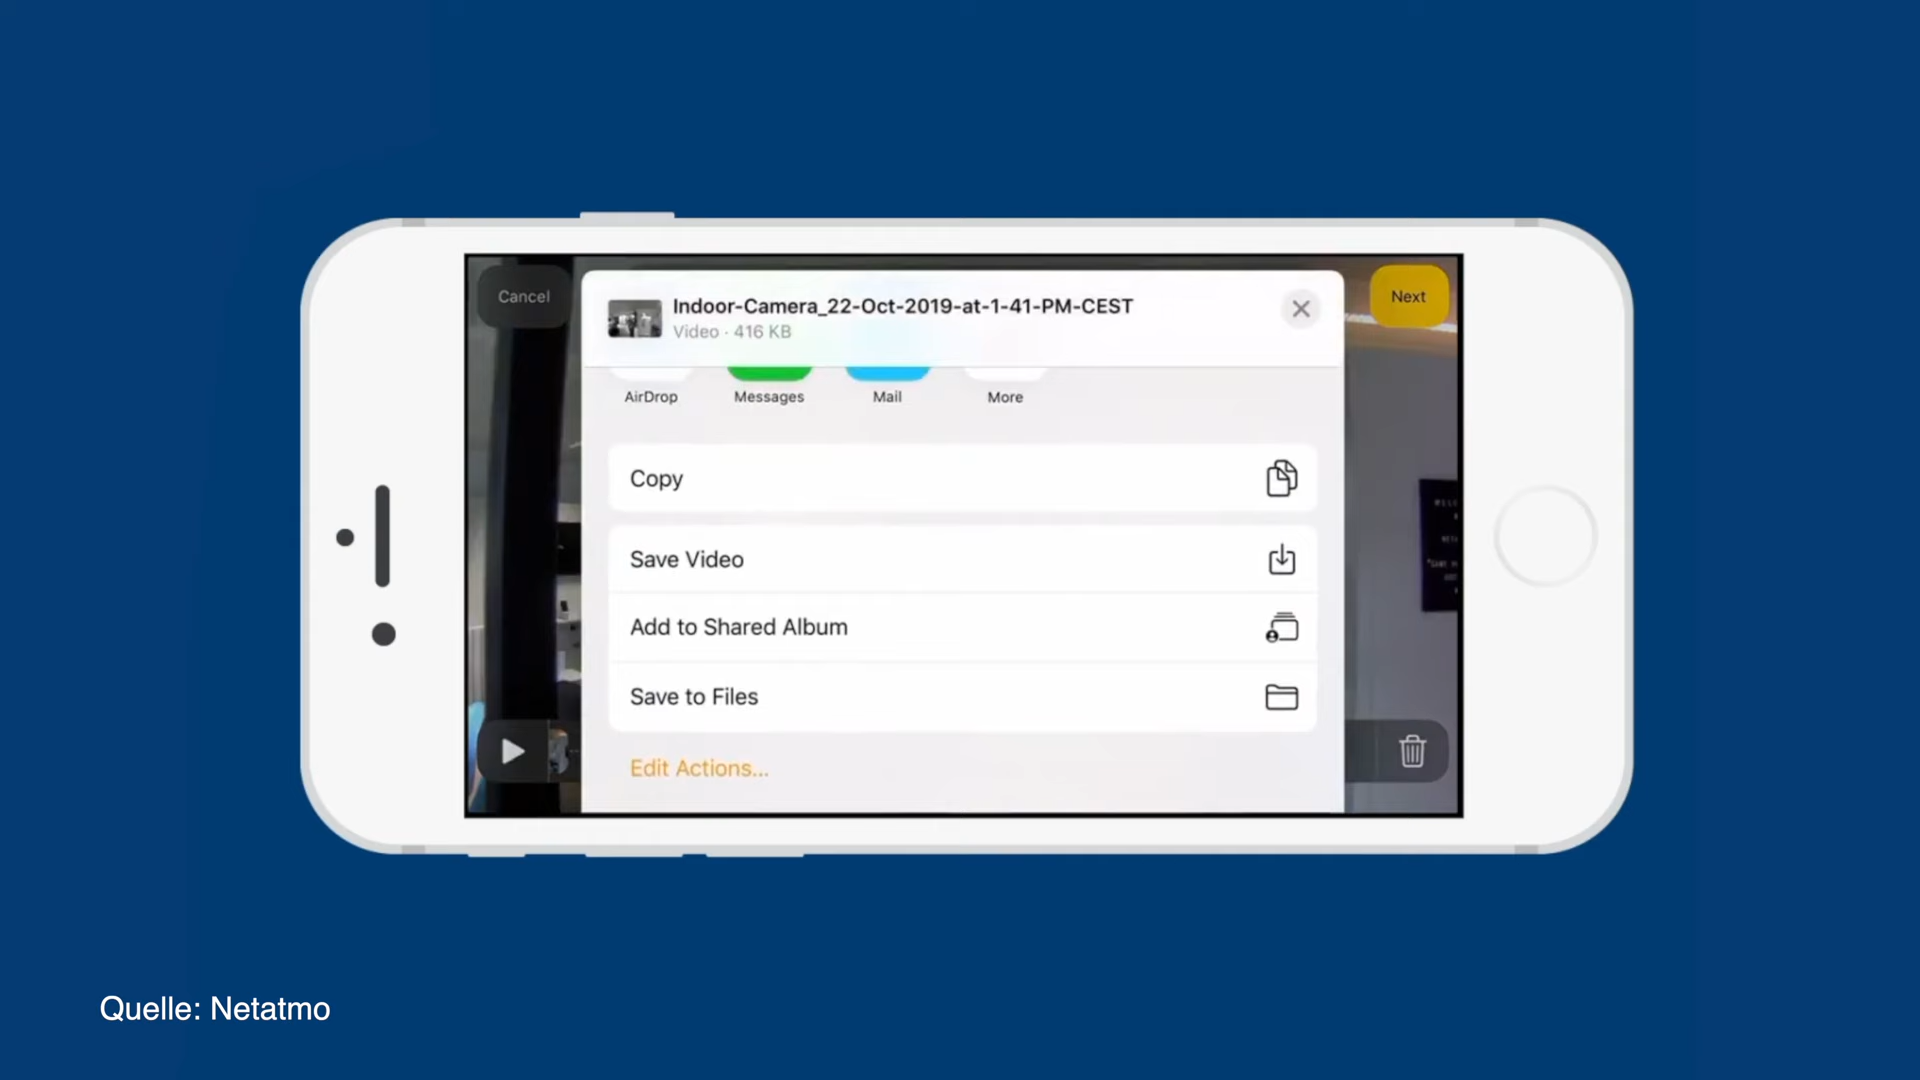 Cancel
Indoor-Camera_22-Oct-2019-at-1-41-PM-CEST
Video · 416 KB
Next
AirDrop
Messages
Mail
More
Copy
Save Video
Add to Shared Album
Save to Files
Edit Actions...
Quelle: Netatmo